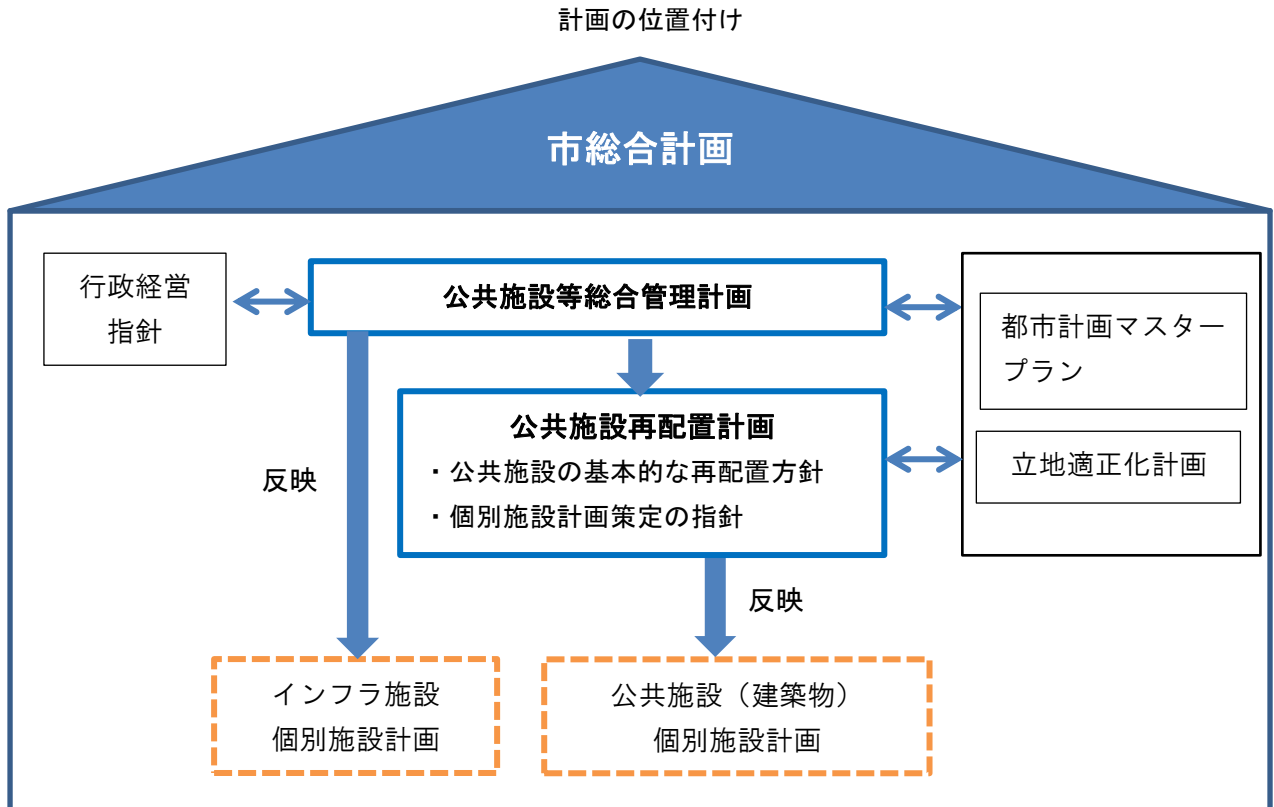 計画の位置付け
市総合計画
行政経営
指針
公共施設等総合管理計画
都市計画マスター
プラン
公共施設再配置計画
・公共施設の基本的な再配置方針
・個別施設計画策定の指針
立地適正化計画
反映
反映
インフラ施設
個別施設計画
公共施設（建築物）
個別施設計画